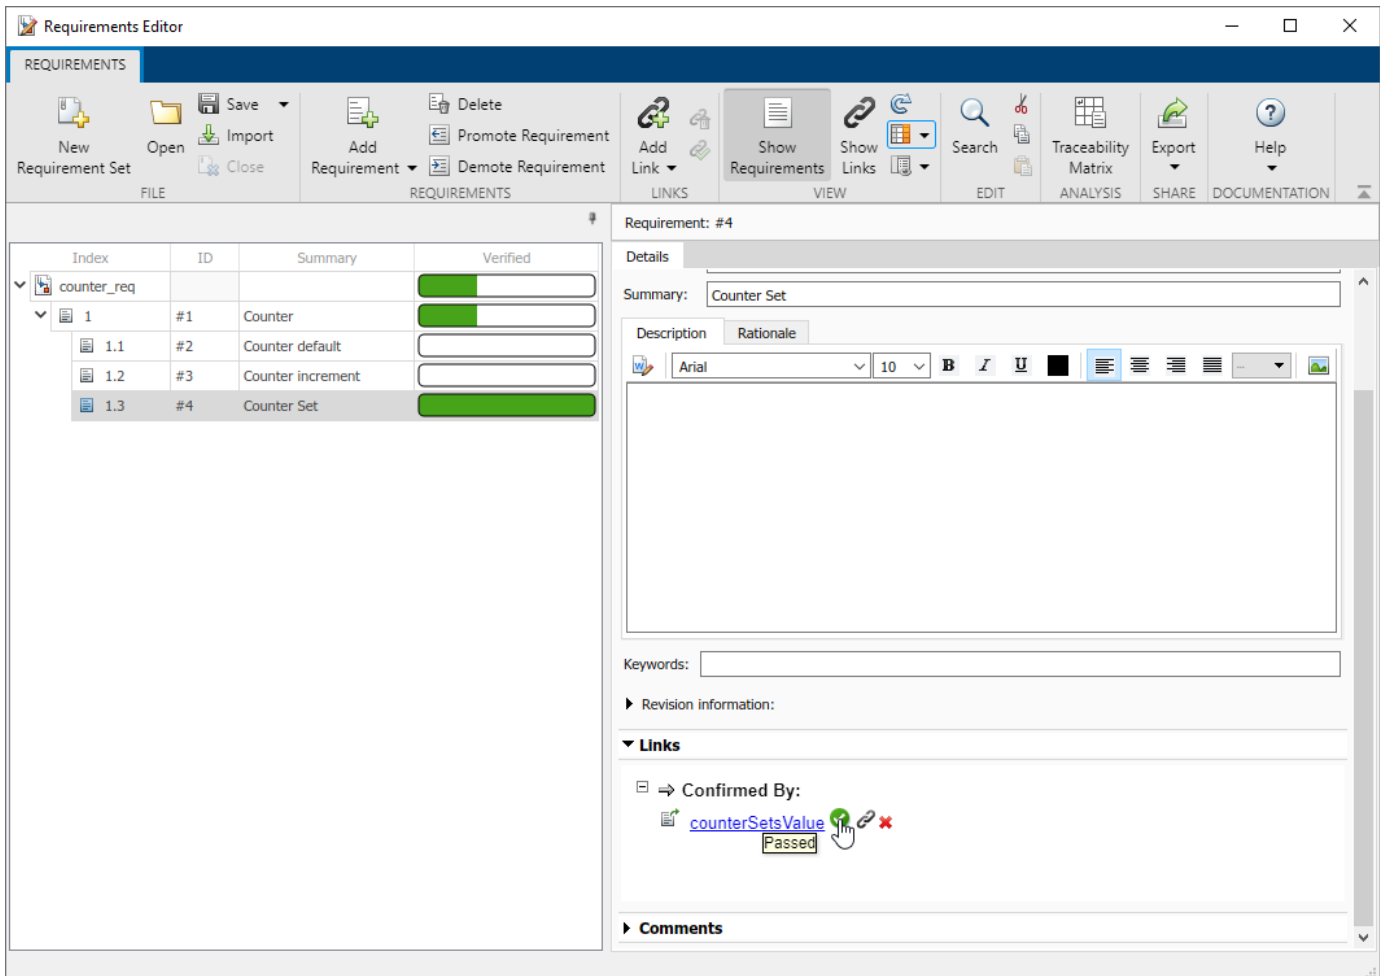 Requirements Editor
REQUIREMENTS
New
Requirement Set
Open
Save
Import
Close
FILE
Add
Requirement
Delete
Promote Requirement
Demote Requirement
REQUIREMENTS
Add
Link
LINKS
Show
Requirements
Show
Links
VIEW
Search
EDIT
Traceability
Matrix
ANALYSIS
Export
SHARE
Help
DOCUMENTATION
Index ID Summary Verified
counter_req
1 #1 Counter
1.1 #2 Counter default
1.2 #3 Counter increment
1.3 #4 Counter Set
Requirement: #4
Details
Summary: Counter Set
Description Rationale
Arial 10 B I U
Keywords:
Revision information:
Links
Confirmed By:
counterSetsValue
Passed
Comments